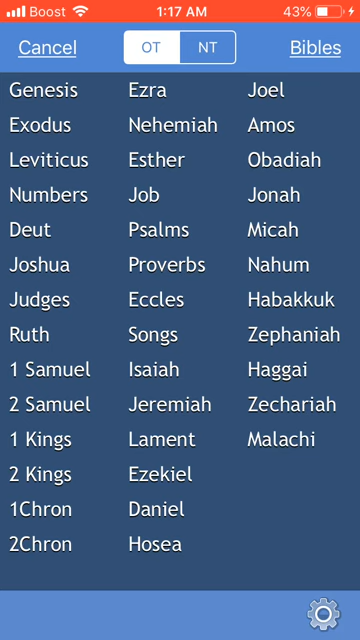 Boost 1:17 AM 43%
Cancel OT NT Bibles
Genesis Ezra Joel
Exodus Nehemiah Amos
Leviticus Esther Obadiah
Numbers Job Jonah
Deut Psalms Micah
Joshua Proverbs Nahum
Judges Eccles Habakkuk
Ruth Songs Zephaniah
1 Samuel Isaiah Haggai
2 Samuel Jeremiah Zechariah
1 Kings Lament Malachi
2 Kings Ezekiel
1Chron Daniel
2Chron Hosea